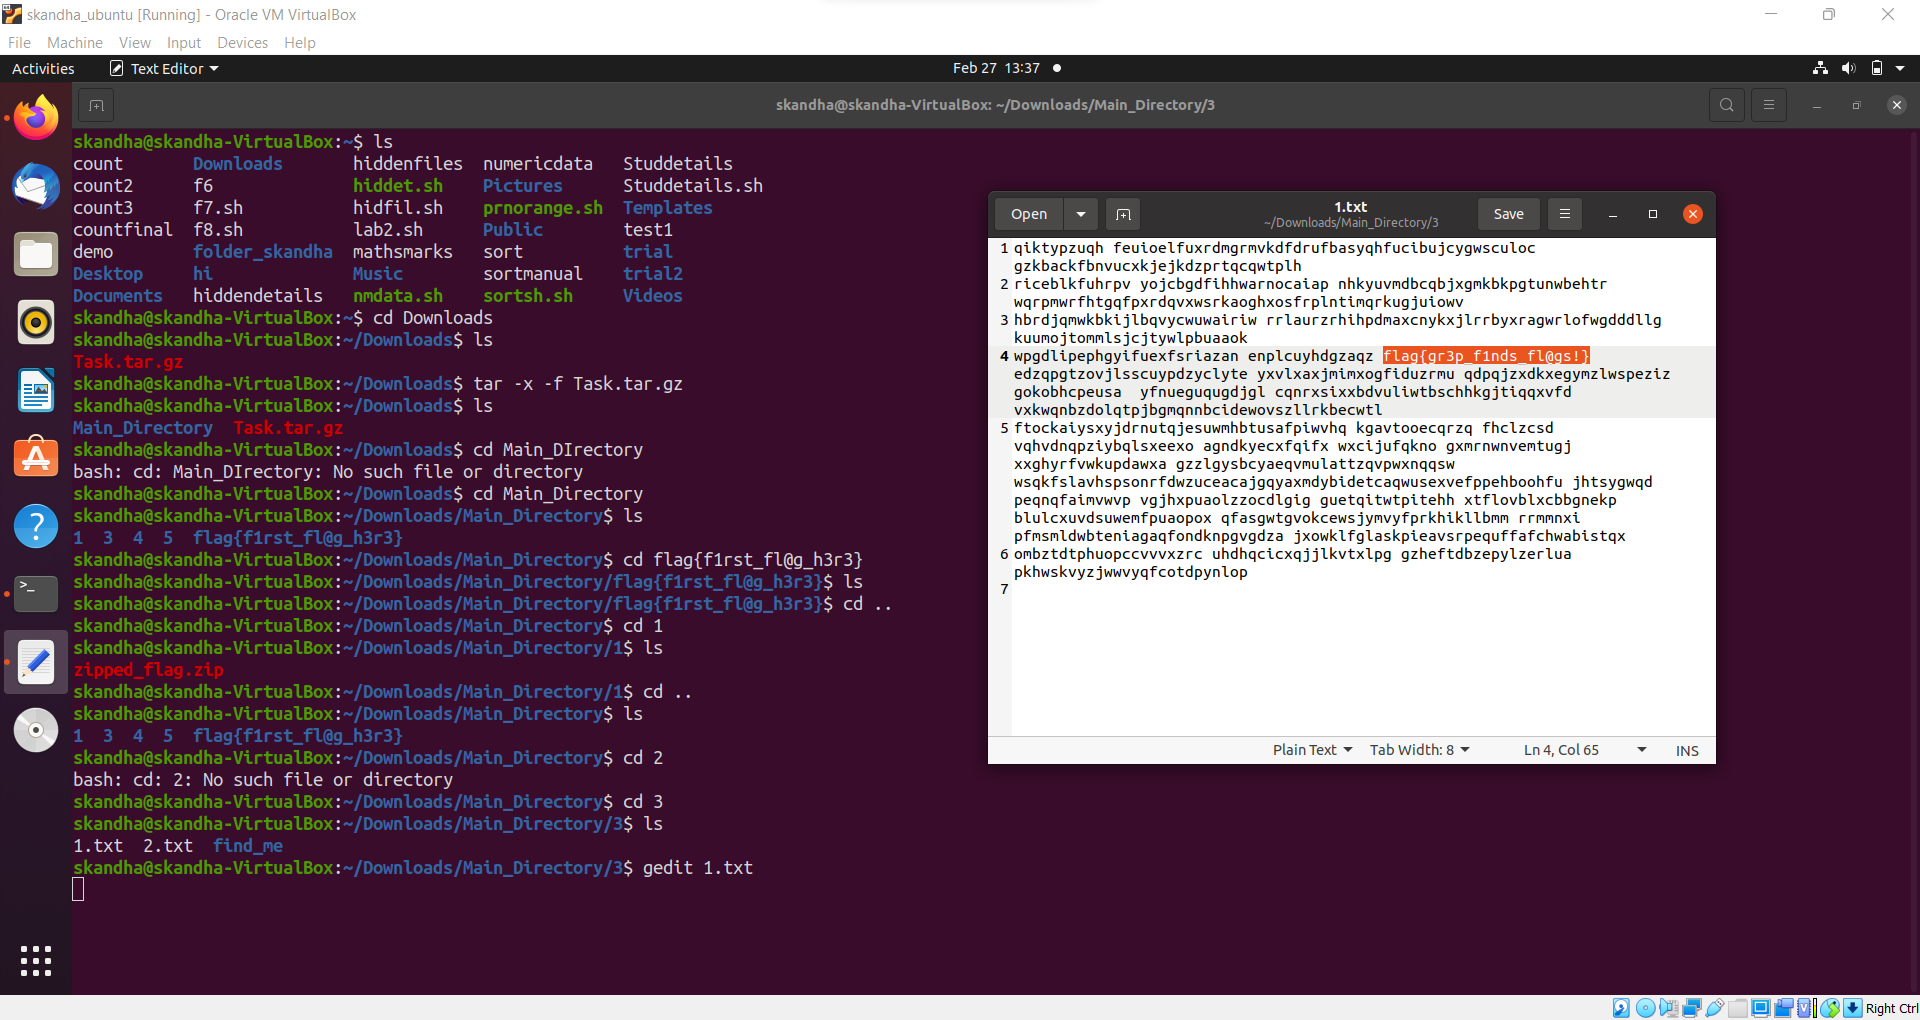 skandha_ubuntu [Running] - Oracle VM VirtualBox
File Machine View Input Devices Help
Activities Text Editor Feb 27 13:37
skandha@skandha-VirtualBox: ~/Downloads/Main_Directory/3
skandha@skandha-VirtualBox:~$ ls
count Downloads hiddenfiles numericdata Studdetails
count2 f6 hiddet.sh Pictures Studdetails.sh
count3 f7.sh hidfil.sh prnorange.sh Templates
countfinal f8.sh lab2.sh Public test1
demo folder_skandha mathsmarks sort trial
Desktop hi Music sortmanual trial2
Documents hiddendetails nmdata.sh sortsh.sh Videos
skandha@skandha-VirtualBox:~$ cd Downloads
skandha@skandha-VirtualBox:~/Downloads$ ls
Task.tar.gz
skandha@skandha-VirtualBox:~/Downloads$ tar -x -f Task.tar.gz
skandha@skandha-VirtualBox:~/Downloads$ ls
Main_Directory Task.tar.gz
skandha@skandha-VirtualBox:~/Downloads$ cd Main_DIrectory
bash: cd: Main_DIrectory: No such file or directory
skandha@skandha-VirtualBox:~/Downloads$ cd Main_Directory
skandha@skandha-VirtualBox:~/Downloads/Main_Directory$ ls
1 3 4 5 flag{f1rst_fl@g_h3r3}
skandha@skandha-VirtualBox:~/Downloads/Main_Directory$ cd flag{f1rst_fl@g_h3r3}
skandha@skandha-VirtualBox:~/Downloads/Main_Directory/flag{f1rst_fl@g_h3r3}$ ls
skandha@skandha-VirtualBox:~/Downloads/Main_Directory/flag{f1rst_fl@g_h3r3}$ cd ..
skandha@skandha-VirtualBox:~/Downloads/Main_Directory$ cd 1
skandha@skandha-VirtualBox:~/Downloads/Main_Directory/1$ ls
zipped_flag.zip
skandha@skandha-VirtualBox:~/Downloads/Main_Directory/1$ cd ..
skandha@skandha-VirtualBox:~/Downloads/Main_Directory$ ls
1 3 4 5 flag{f1rst_fl@g_h3r3}
skandha@skandha-VirtualBox:~/Downloads/Main_Directory$ cd 2
bash: cd: 2: No such file or directory
skandha@skandha-VirtualBox:~/Downloads/Main_Directory$ cd 3
skandha@skandha-VirtualBox:~/Downloads/Main_Directory/3$ ls
1.txt 2.txt find_me
skandha@skandha-VirtualBox:~/Downloads/Main_Directory/3$ gedit 1.txt
Open 1.txt Save
~/Downloads/Main_Directory/3
1 qiktypzuqh feuioelfuxrdmgrmvkdfdrufbasyqhfucibujcygwsculoc
gzkbackfbnvucxkjejkdzprtqcqwtplh
2 riceblkfuhrpv yojcbgdfihhwarnocaiap nhkyuvmdbcqbjxgmkbkpgtunwbehtr
wqrpmwrfhtgqfpxrdqvxwsrkaoghxosfrplntimqrkugjuiowv
3 hbrdjqmwkbkijlbqvycwuwairiw rrlaurzrhihpdmaxcnykxjlrrbyxragwrlofwgdddllg
kuumojtommlsjcjtywlpbuaaok
4 wpgdlipephgyifuexfsriazan enplcuyhdgzaqz flag{gr3p_f1nds_fl@gs!}
edzqpgtzovjlsscuypdzyclyte yxvlxaxjmimxogfiduzrmu qdpqjzxdkxegymzlwspeziz
gokobhcpeusa yfnueguqugdjgl cqnrxsixxbdvuliwtbschhkgjtiqqxvfd
vxkwqnbzdolqtpjbgmqnnbcidewovszllrkbecwtl
5 ftockaiysxyjdrnutqjesuwmhbtusafpiwvhq kgavtooecqrzq fhclzcsd
vqhvdnqpziybqlsxeexo agndkyecxfqifx wxcijufqkno gxmrnwnvemtugj
xxghyrfvwkupdawxa gzzlgysbcyaeqvmulattzqvpwxnqqsw
wsqkfslavhspsonrfdwzuceacajgqyaxmdybidetcaqwusexvefppehboohfu jhtsygwqd
peqnqfaimvwvp vgjhxpuaolzzocdlgig guetqitwtpitehh xtflovblxcbbgnekp
blulcxuvdsuwemfpuaopox qfasgwtgvokcewsjymvyfprkhikllbmm rrmmnxi
pfmsmldwbteniagaqfondknpgvgdza jxowklfglaskpieavsrpequffafchwabistqx
6 ombztdtphuopccvvvxzrc uhdhqcicxqjjlkvtxlpg gzheftdbzepylzerlua
pkhwskvyzjwwvyqfcotdpynlop
7
Plain Text Tab Width: 8 Ln 4, Col 65 INS
Right Ctrl